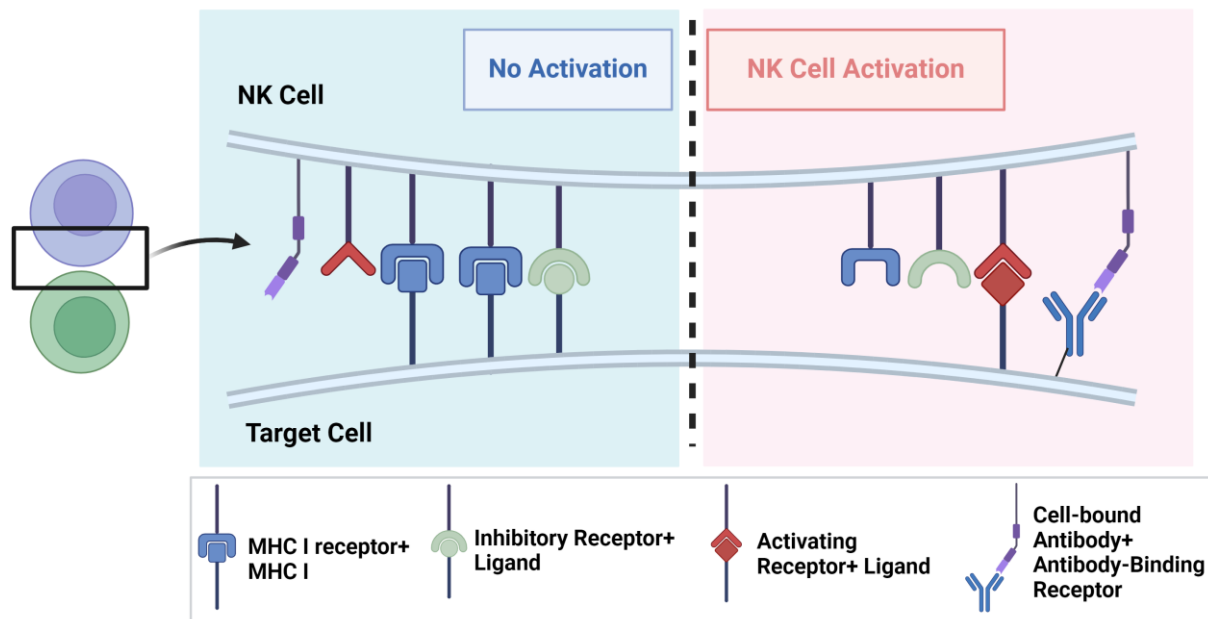 No Activation
NK Cell Activation
NK Cell
Target Cell
MHC I receptor+
MHC I
Inhibitory Receptor+
Ligand
Activating
Receptor+ Ligand
Cell-bound
Antibody+
Antibody-Binding
Receptor